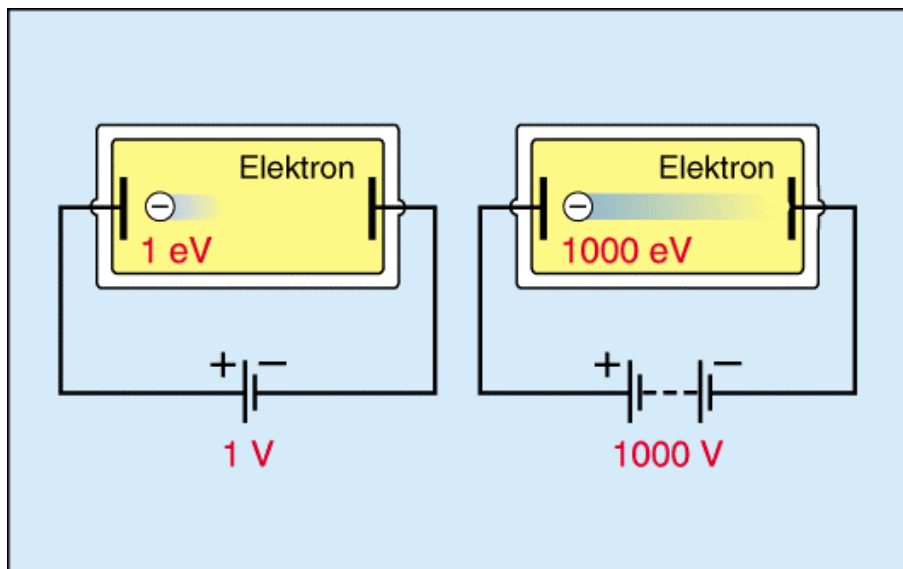 Elektron
−
1 eV
+ −
1 V
Elektron
−
1000 eV
+ −
1000 V